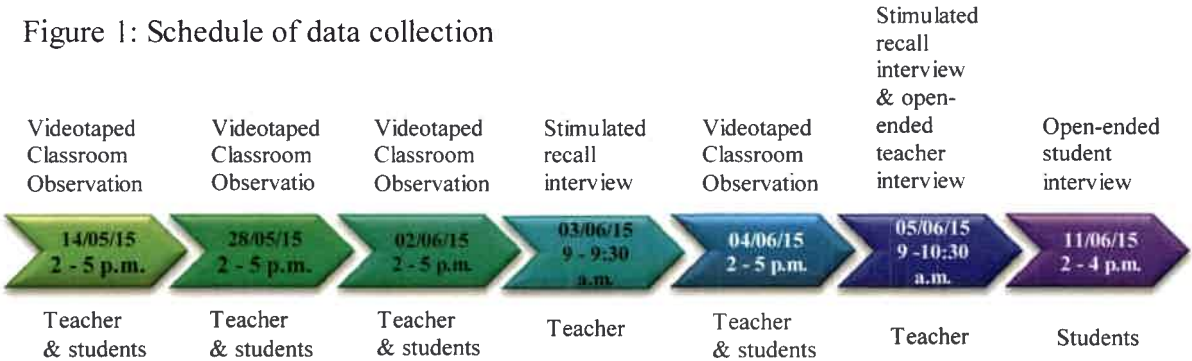 Figure 1: Schedule of data collection
Videotaped
Classroom
Observation
Videotaped
Classroom
Observatio
Videotaped
Classroom
Observation
Stimulated
recall
interview
Videotaped
Classroom
Observation
Stimulated
recall
interview
& open-
ended
teacher
interview
Open-ended
student
interview
14/05/15
2 - 5 p.m.
28/05/15
2 - 5 p.m.
02/06/15
2 - 5 p.m.
03/06/15
9 - 9:30
a.m.
04/06/15
2 - 5 p.m.
05/06/15
9 -10:30
a.m.
11/06/15
2 - 4 p.m.
Teacher
& students
Teacher
& students
Teacher
& students
Teacher
Teacher
& students
Teacher
Students